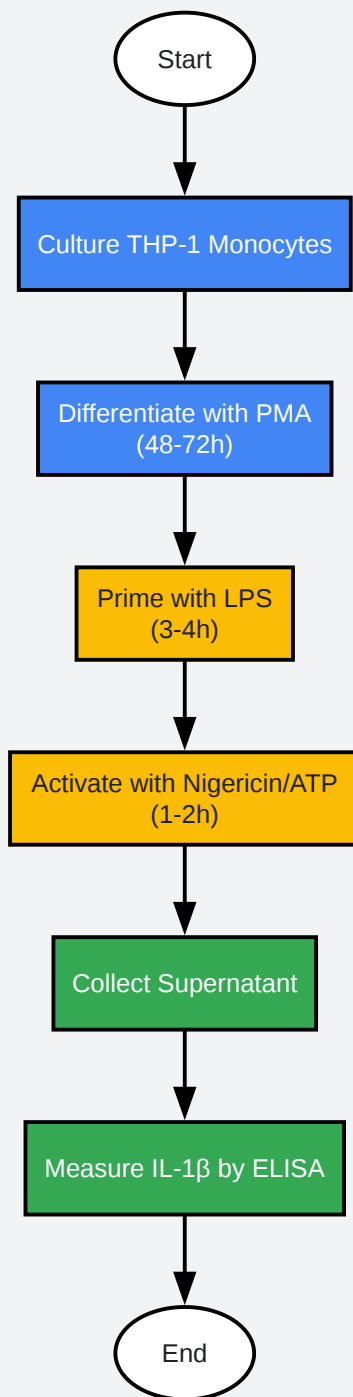 Start
Culture THP-1 Monocytes
Differentiate with PMA
(48-72h)
Prime with LPS
(3-4h)
Activate with Nigericin/ATP
(1-2h)
Collect Supernatant
Measure IL-1β by ELISA
End